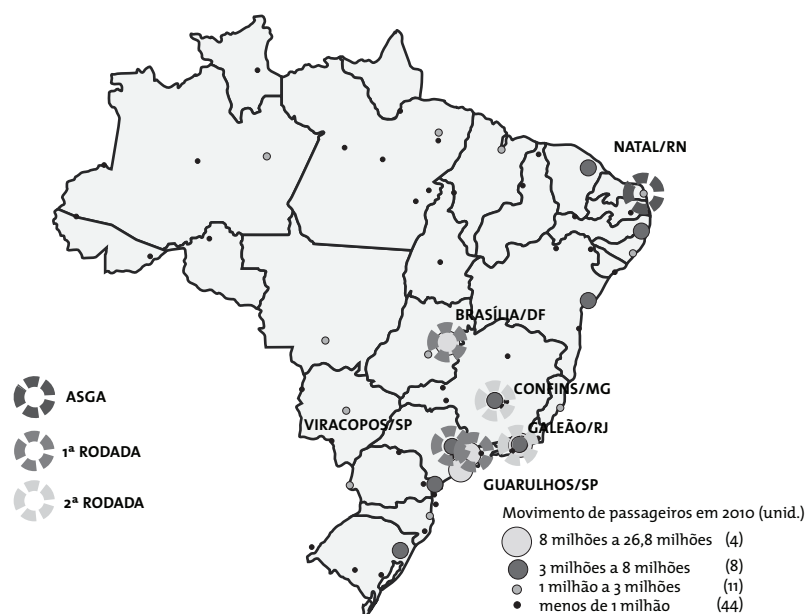 NATAL/RN
BRASÍLIA/DF
CONFINS/MG
VIRACOPOS/SP
GALEÃO/RJ
GUARULHOS/SP
ASGA
1ª RODADA
2ª RODADA
Movimento de passageiros em 2010 (unid.)
8 milhões a 26,8 milhões (4)
3 milhões a 8 milhões (8)
1 milhão a 3 milhões (11)
menos de 1 milhão (44)